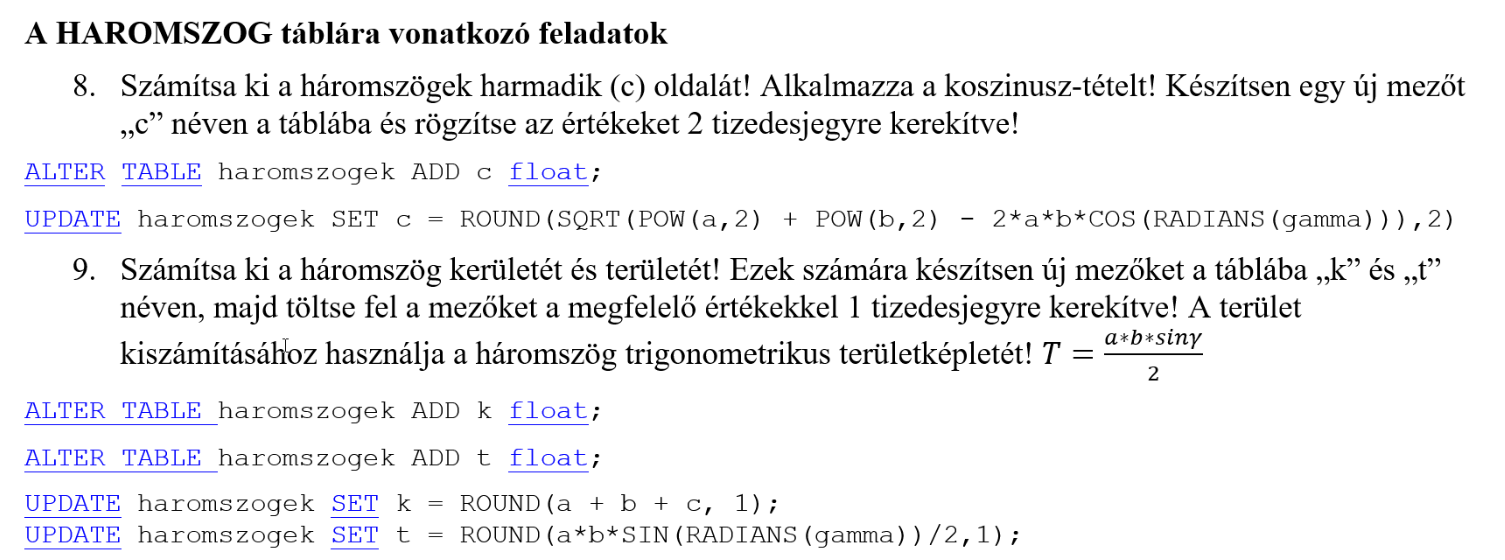 A HAROMSZOG táblára vonatkozó feladatok
8. Számítsa ki a háromszögek harmadik (c) oldalát! Alkalmazza a koszinusz-tételt! Készítsen egy új mezőt
„c” néven a táblába és rögzítse az értékeket 2 tizedesjegyre kerekítve!
ALTER TABLE haromszogek ADD c float;
UPDATE haromszogek SET c = ROUND(SQRT(POW(a,2) + POW(b,2) - 2*a*b*COS(RADIANS(gamma))),2)
9. Számítsa ki a háromszög kerületét és területét! Ezek számára készítsen új mezőket a táblába „k” és „t”
néven, majd töltse fel a mezőket a megfelelő értékekkel 1 tizedesjegyre kerekítve! A terület
kiszámításához használja a háromszög trigonometrikus területképletét! T = a*b*sinγ / 2
ALTER TABLE haromszogek ADD k float;
ALTER TABLE haromszogek ADD t float;
UPDATE haromszogek SET k = ROUND(a + b + c, 1);
UPDATE haromszogek SET t = ROUND(a*b*SIN(RADIANS(gamma))/2,1);